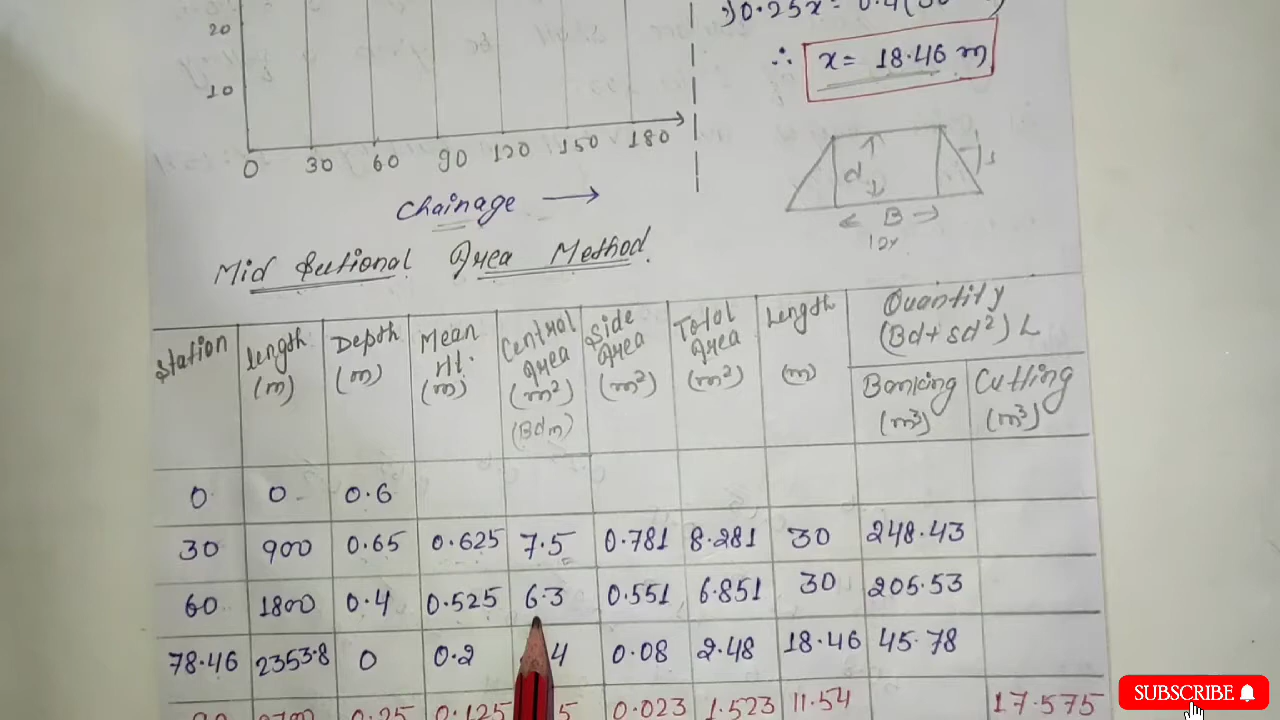 20
10
0 30 60 90 120 150 180
Chainage
∴ x = 18.46 m
d
B
Mid Sectional Area Method
Station | Length (m) | Depth (m) | Mean Ht. (m) | Central Area (m²) (Bdm) | Side Area (m²) | Total Area (m²) | Length (m) | Quantity (Bd+sd²) L
Banking (m³) | Cutting (m³)
0 | 0 | 0.6
30 | 900 | 0.65 | 0.625 | 7.5 | 0.781 | 8.281 | 30 | 248.43
60 | 1800 | 0.4 | 0.525 | 6.3 | 0.551 | 6.851 | 30 | 205.53
78.46 | 2353.8 | 0 | 0.2 | 4 | 0.08 | 2.48 | 18.46 | 45.78
0.25 | 0.125 | 5 | 0.023 | 1.523 | 11.54 | 17.575
SUBSCRIBE